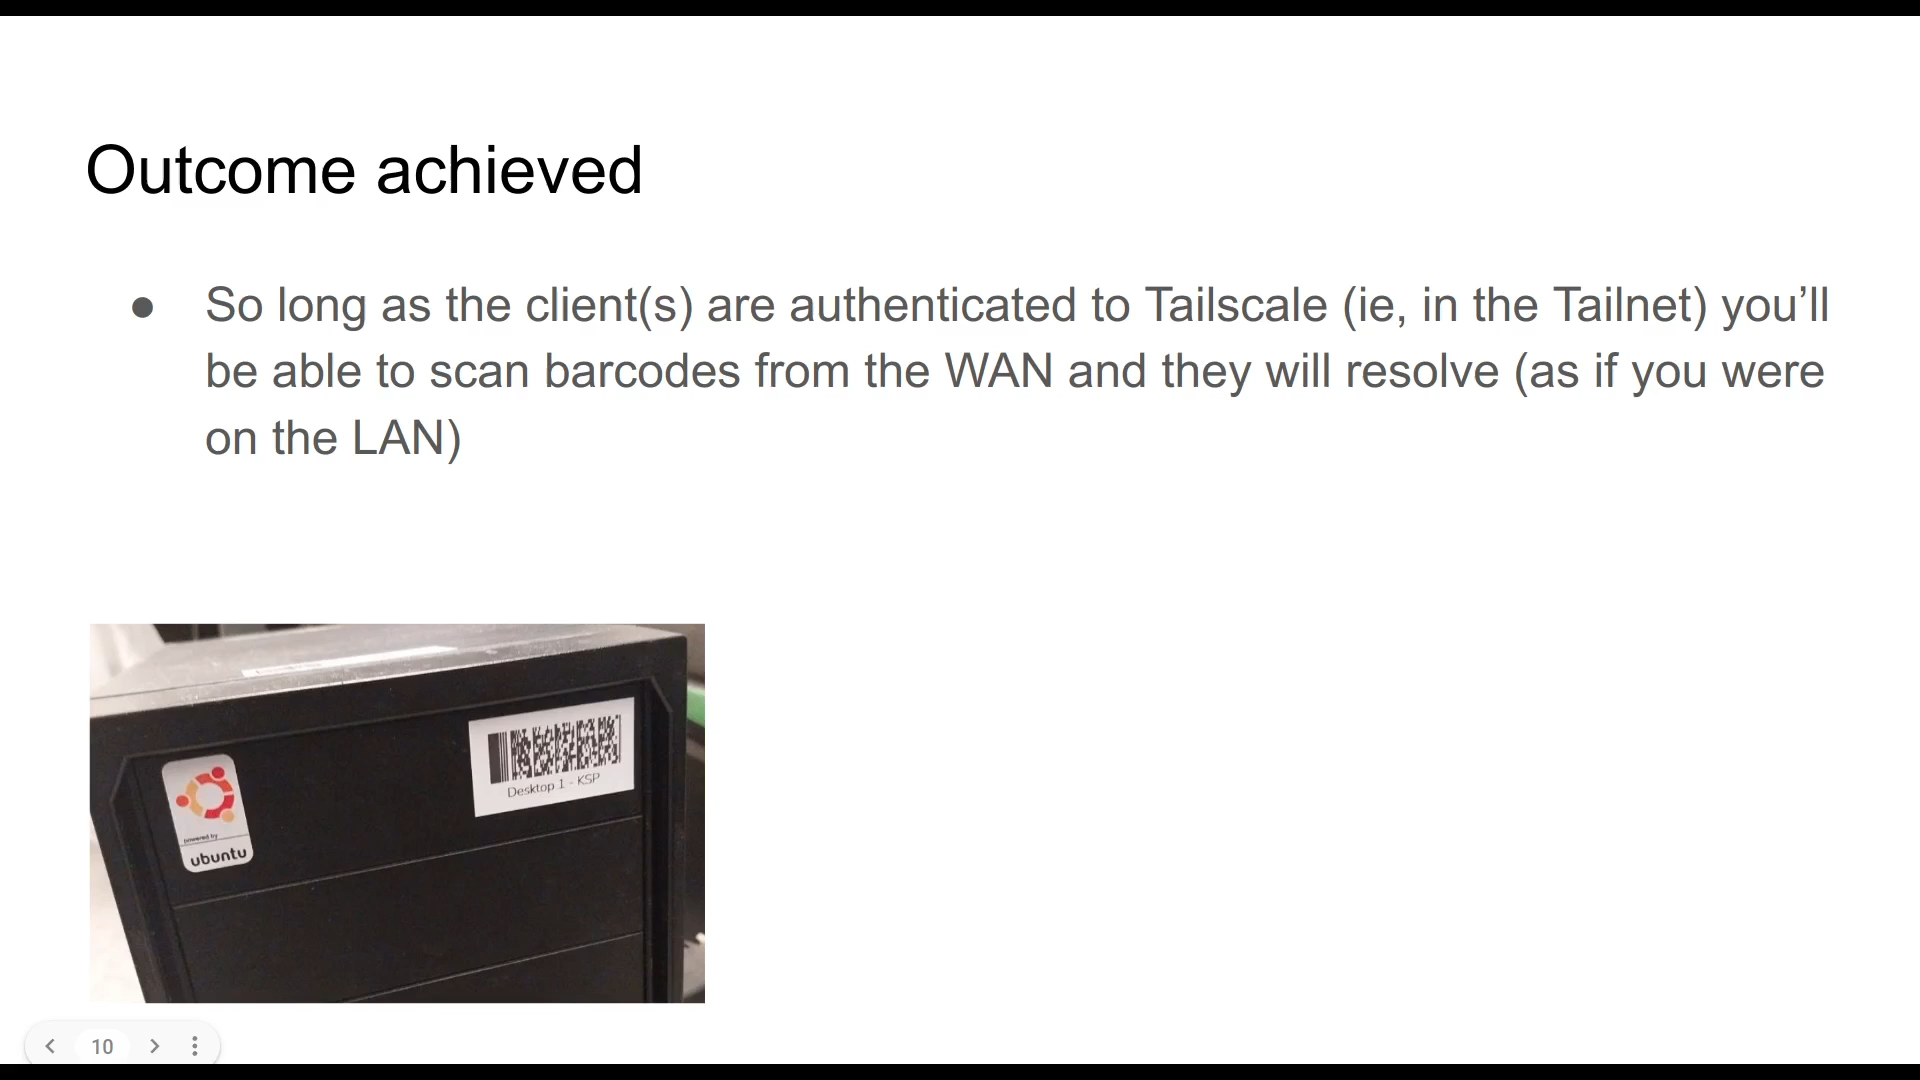 Outcome achieved
● So long as the client(s) are authenticated to Tailscale (ie, in the Tailnet) you’ll
be able to scan barcodes from the WAN and they will resolve (as if you were
on the LAN)
Desktop 1 - KSP
powered by
ubuntu
10